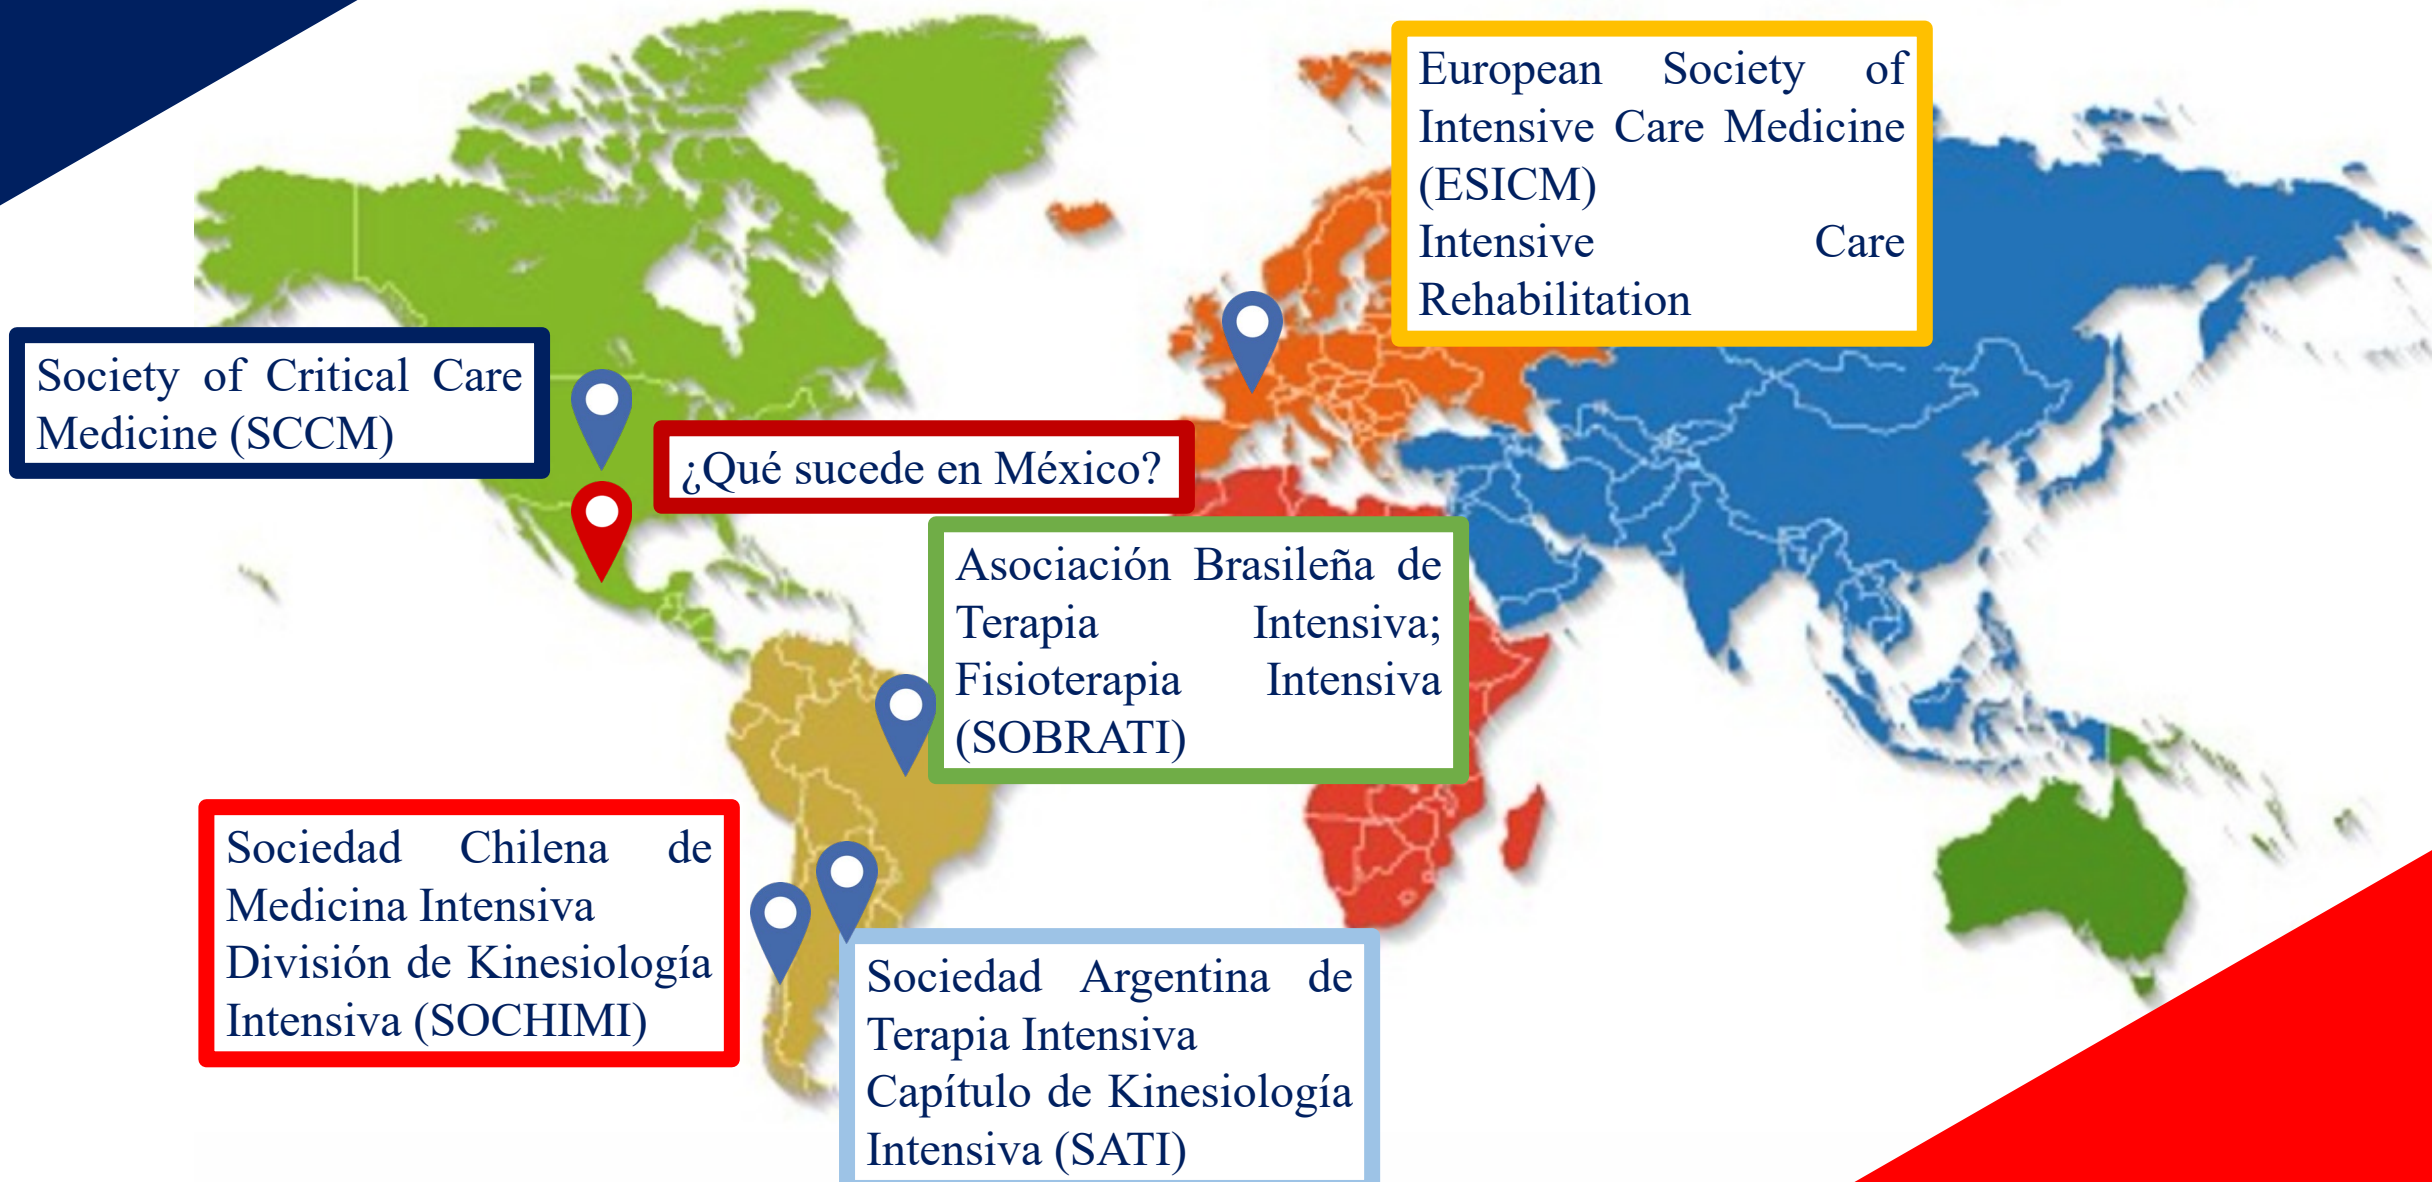 European Society of
Intensive Care Medicine
(ESICM)
Intensive Care
Rehabilitation
Society of Critical Care
Medicine (SCCM)
¿Qué sucede en México?
Asociación Brasileña de
Terapia Intensiva;
Fisioterapia Intensiva
(SOBRATI)
Sociedad Chilena de
Medicina Intensiva
División de Kinesiología
Intensiva (SOCHIMI)
Sociedad Argentina de
Terapia Intensiva
Capítulo de Kinesiología
Intensiva (SATI)